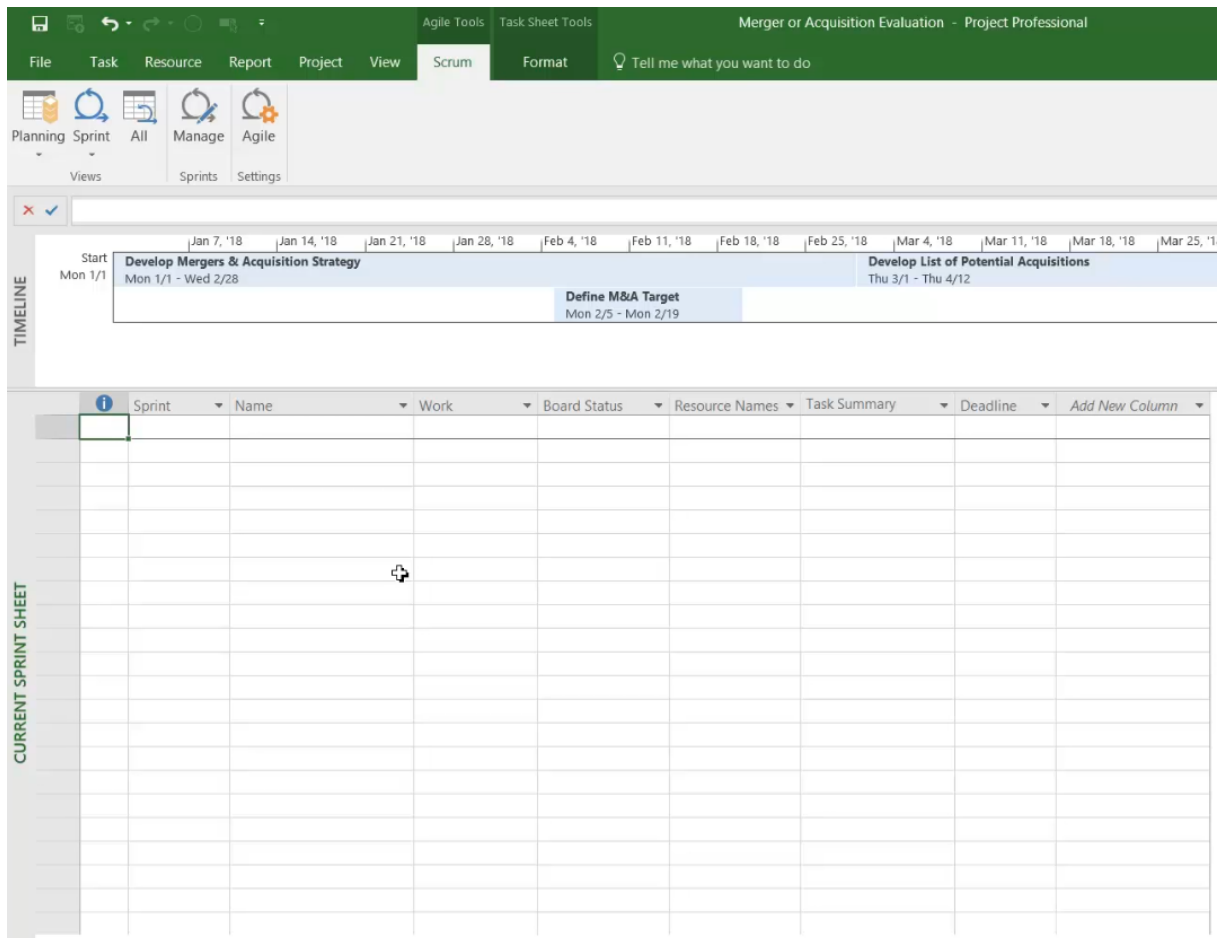 Agile Tools Task Sheet Tools Merger or Acquisition Evaluation - Project Professional
File Task Resource Report Project View Scrum Format Tell me what you want to do
Planning Sprint All Manage Agile
Views Sprints Settings
Jan 7, '18 Jan 14, '18 Jan 21, '18 Jan 28, '18 Feb 4, '18 Feb 11, '18 Feb 18, '18 Feb 25, '18 Mar 4, '18 Mar 11, '18 Mar 18, '18 Mar 25, '1
Start
Mon 1/1
Develop Mergers & Acquisition Strategy
Mon 1/1 - Wed 2/28
Develop List of Potential Acquisitions
Thu 3/1 - Thu 4/12
Define M&A Target
Mon 2/5 - Mon 2/19
TIMELINE
Sprint Name Work Board Status Resource Names Task Summary Deadline Add New Column
CURRENT SPRINT SHEET